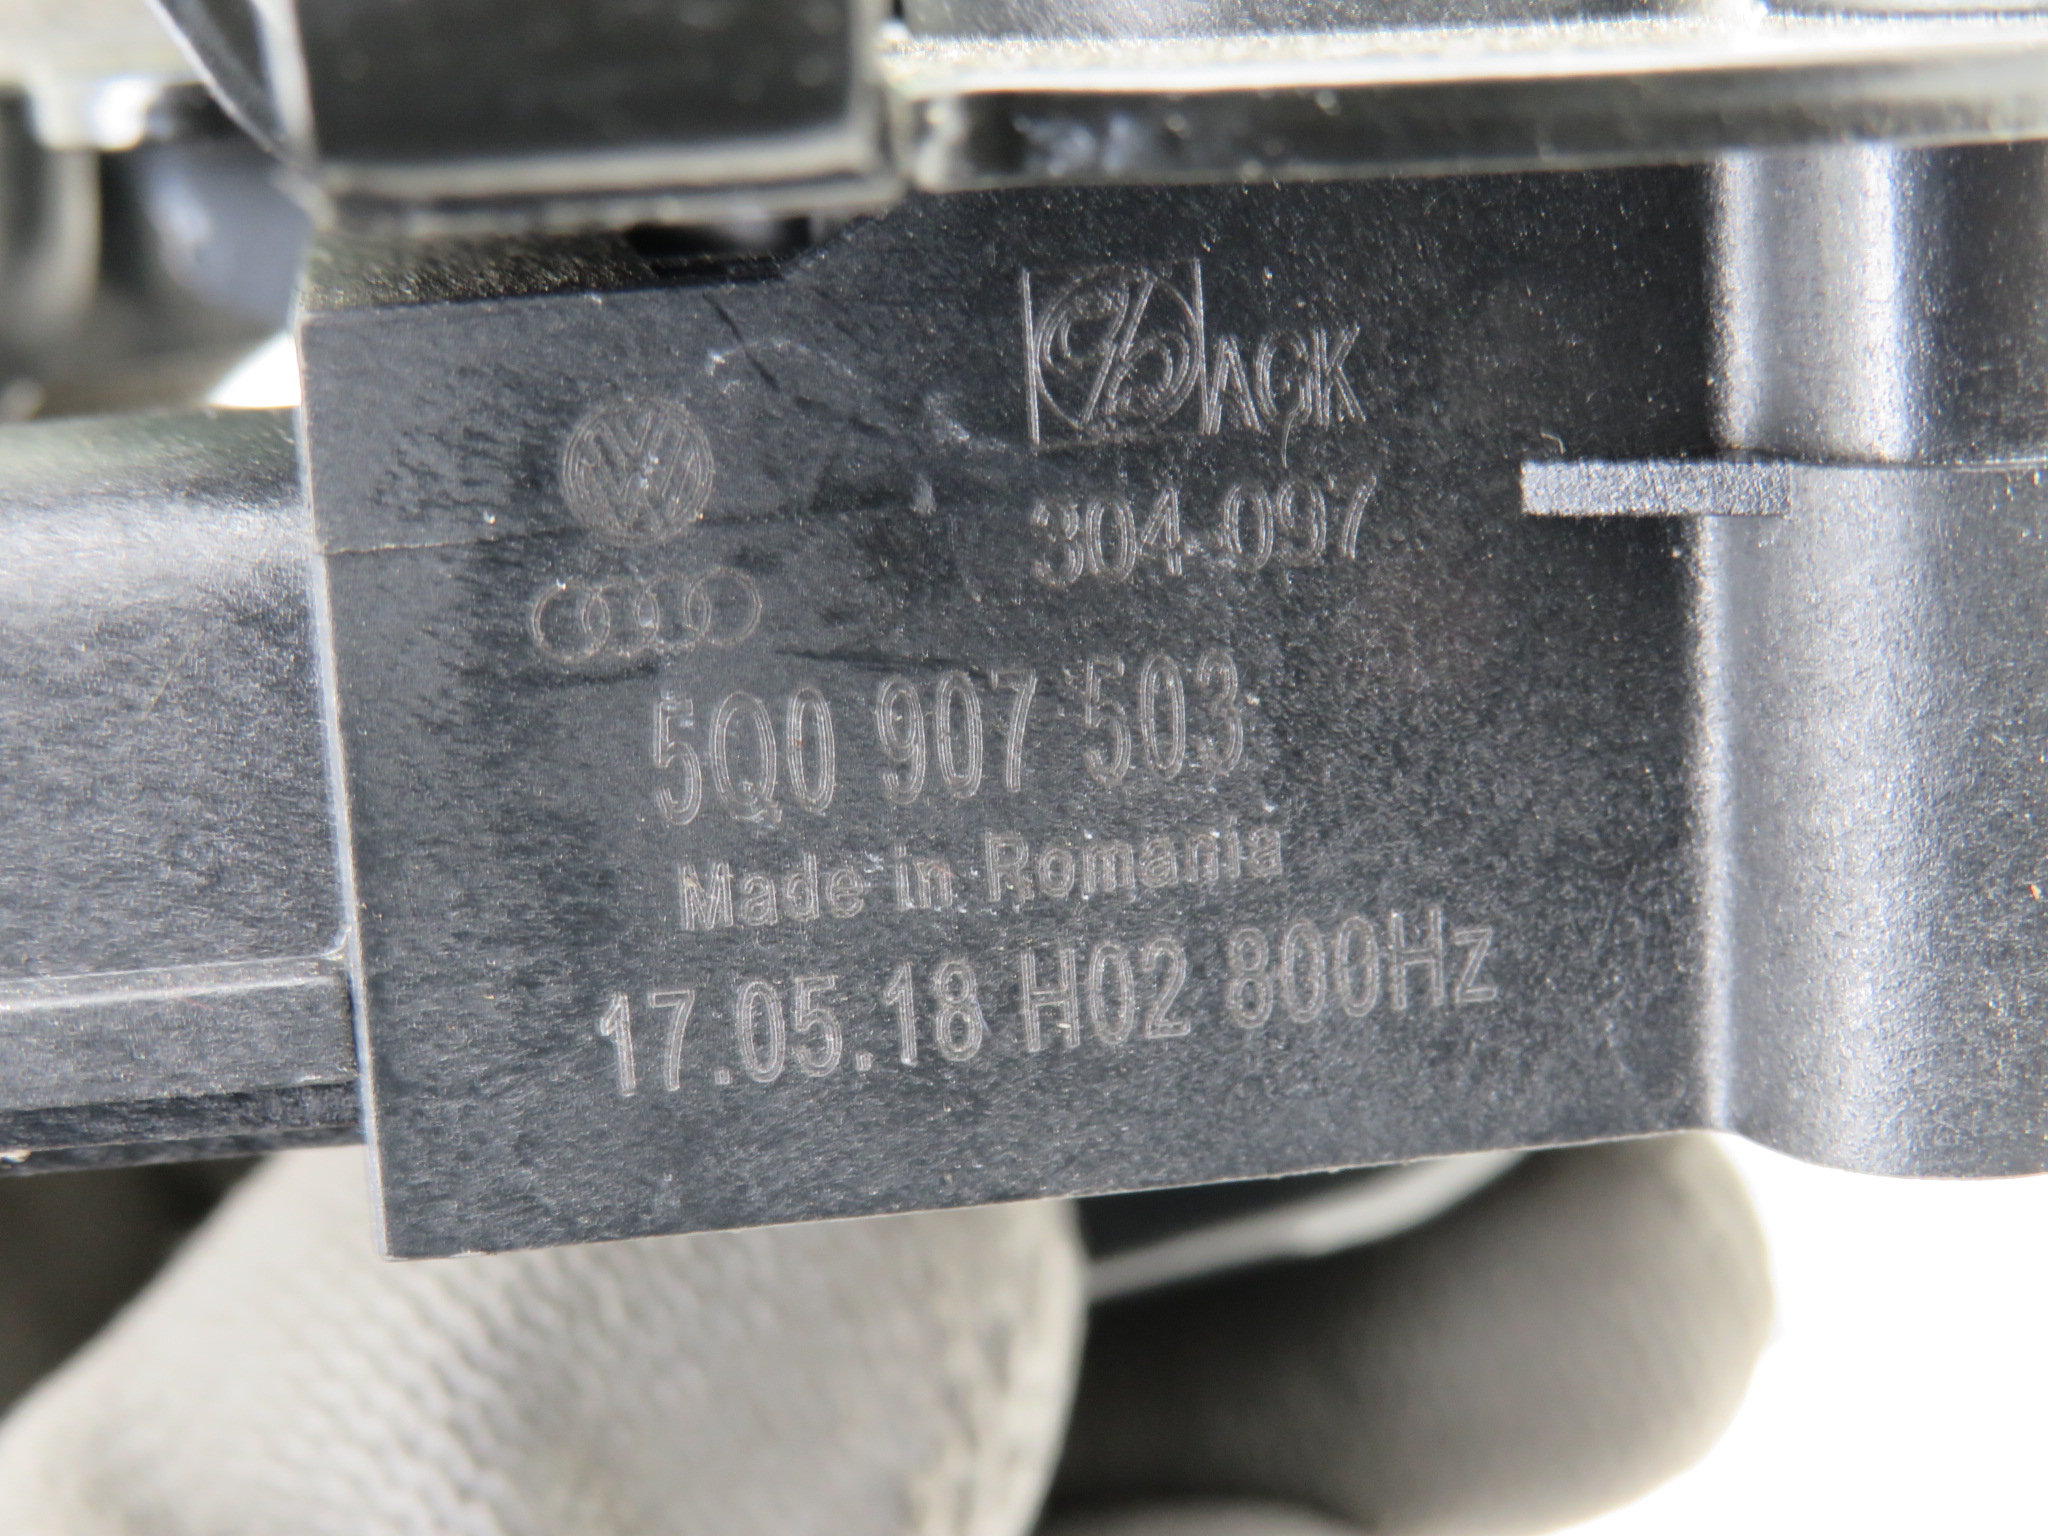 AGK
304-097
5Q0 907 503
Made in Romania
17.05.18 H02 800Hz